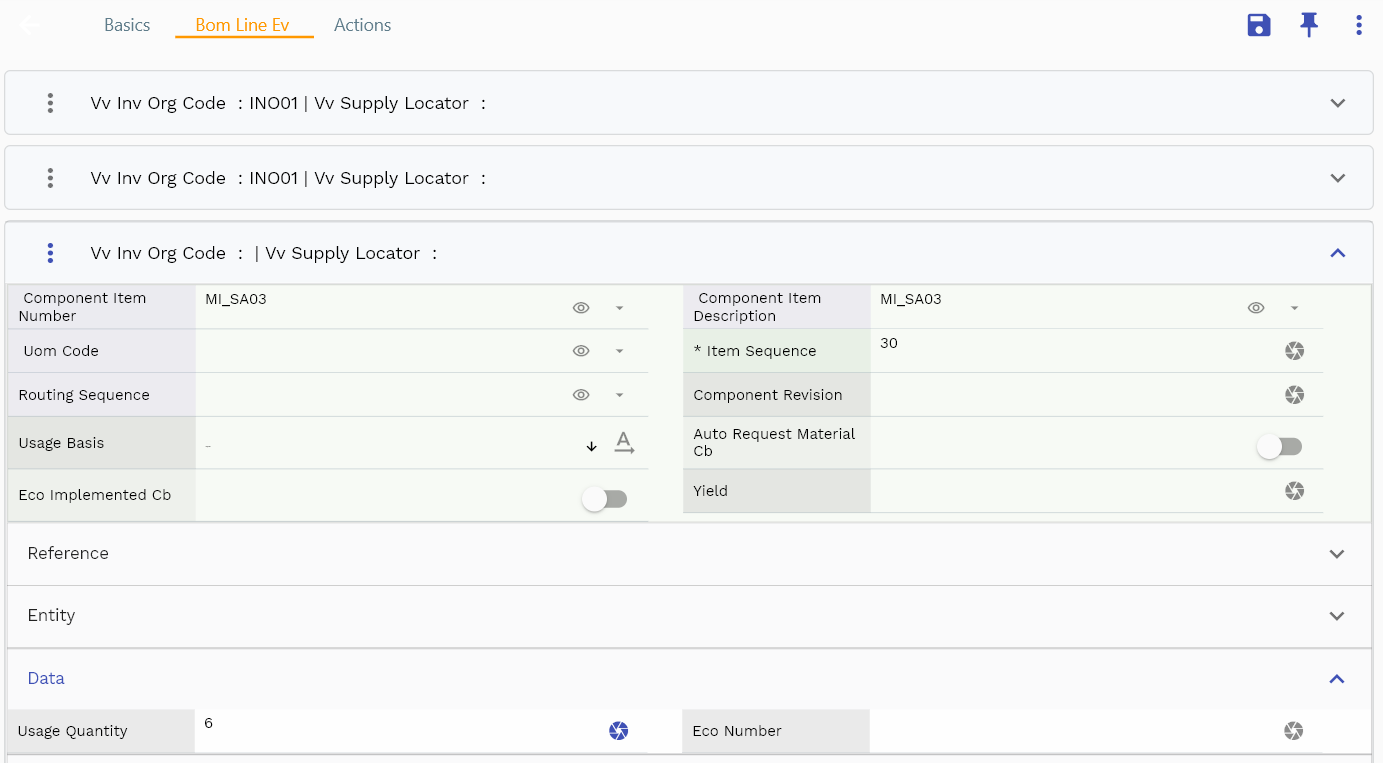 Basics Bom Line Ev Actions
Vv Inv Org Code : INO01 | Vv Supply Locator :
Vv Inv Org Code : INO01 | Vv Supply Locator :
Vv Inv Org Code : | Vv Supply Locator :
Component Item Number MI_SA03 Component Item Description MI_SA03
Uom Code * Item Sequence 30
Routing Sequence Component Revision
Usage Basis - A Auto Request Material Cb
Eco Implemented Cb Yield
Reference
Entity
Data
Usage Quantity 6 Eco Number